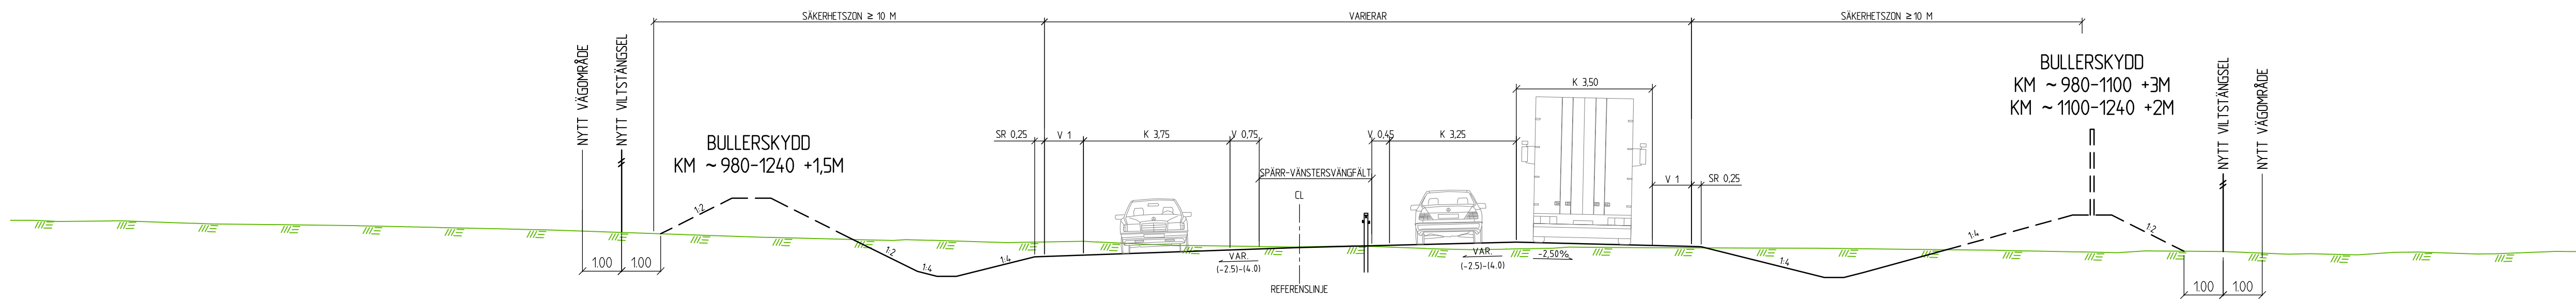 SÄKERHETSZON ≥ 10 M
VARIERAR
SÄKERHETSZON ≥ 10 M
NYTT VÄGOMRÅDE
NYTT VILTSTÄNGSEL
BULLERSKYDD
KM ~980-1240 +1,5M
SR 0,25
V 1
K 3,75
V 0,75
SPÄRR-VÄNSTERSVÄNGFÄLT
CL
V 0,45
K 3,25
K 3,50
V 1
SR 0,25
BULLERSKYDD
KM ~980-1100 +3M
KM ~1100-1240 +2M
NYTT VILTSTÄNGSEL
NYTT VÄGOMRÅDE
1:2
1:2
1:4
1:4
1:4
1:4
1:2
1.00
1.00
VAR.
(-2.5)-(4.0)
REFERENSLINJE
VAR.
(-2.5)-(4.0)
-2,50%
1.00
1.00